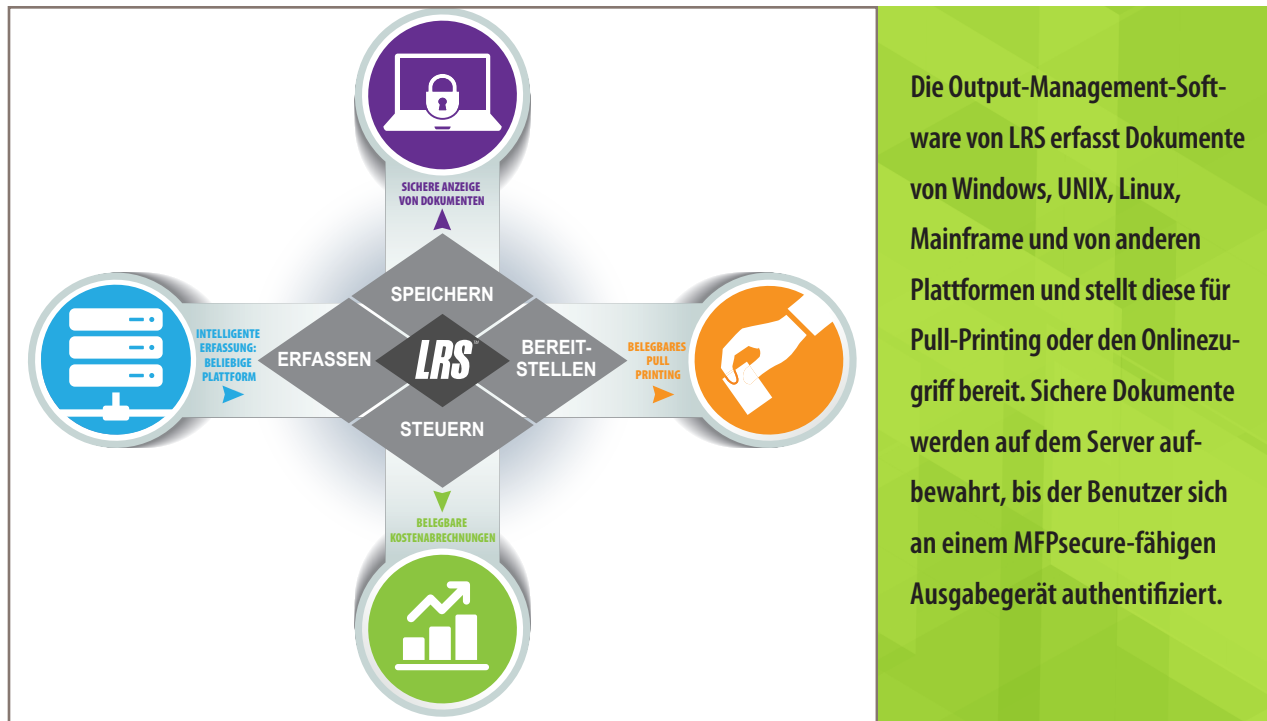 SICHERE ANZEIGE
VON DOKUMENTEN
SPEICHERN
INTELLIGENTE
ERFASSUNG:
BELIEBIGE
PLATTFORM
ERFASSEN
LRS
BEREIT-
STELLEN
BELEGBARES
PULL
PRINTING
STEUERN
BELEGBARE
KOSTENABRECHNUNGEN
Die Output-Management-Soft-
ware von LRS erfasst Dokumente
von Windows, UNIX, Linux,
Mainframe und von anderen
Plattformen und stellt diese für
Pull-Printing oder den Onlinezu-
griff bereit. Sichere Dokumente
werden auf dem Server auf-
bewahrt, bis der Benutzer sich
an einem MFPsecure-fähigen
Ausgabegerät authentifiziert.